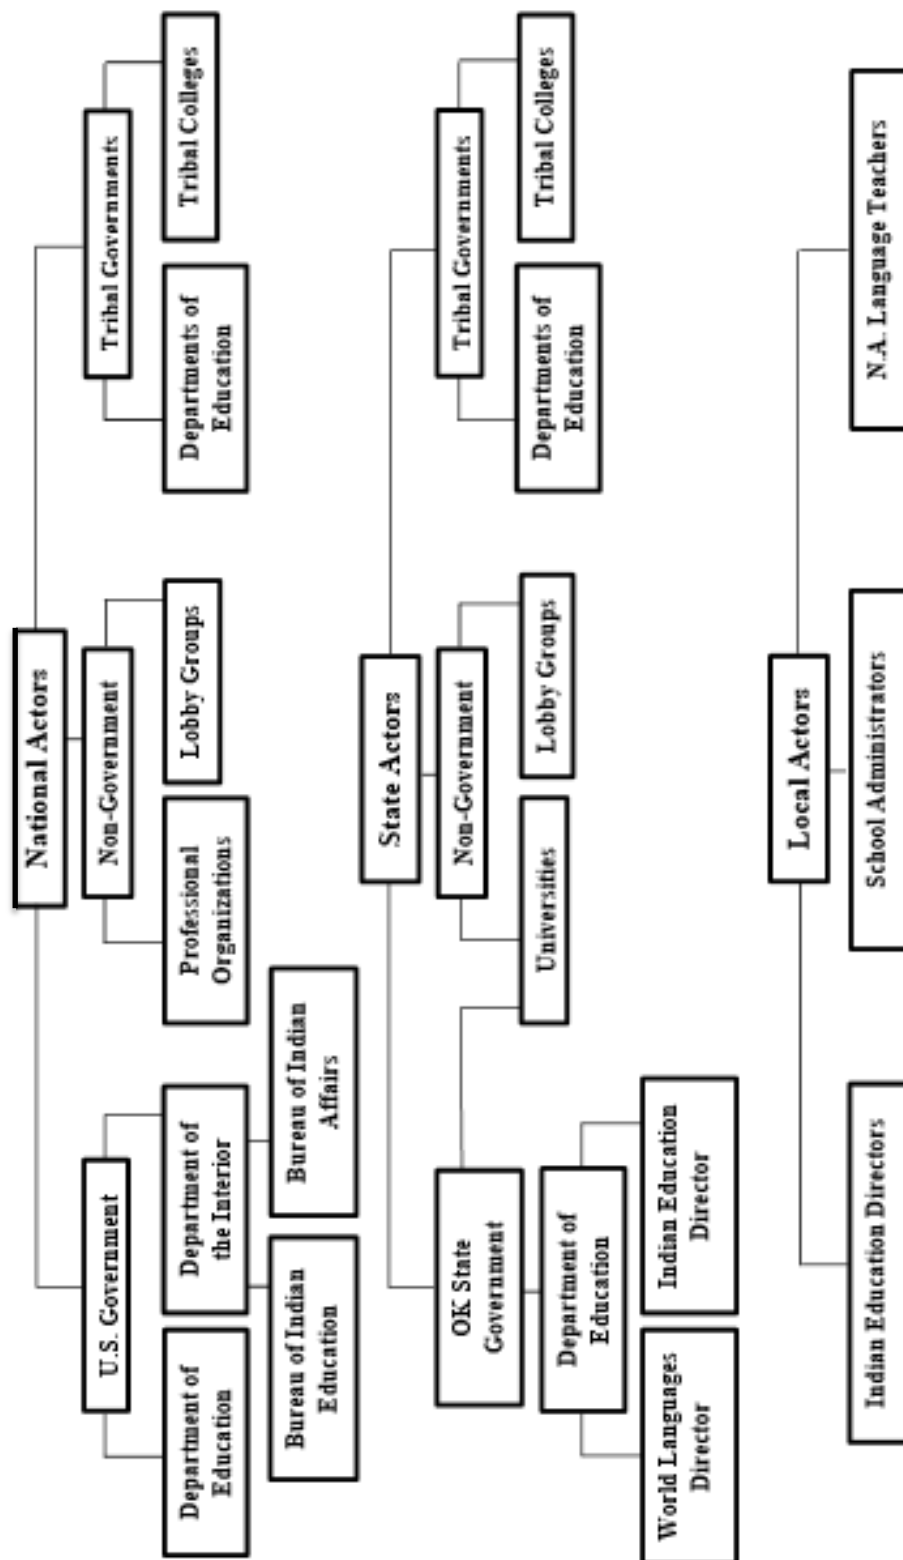 National Actors
U.S. Government
Non-Government
Tribal Governments
Department of
Education
Department of
the Interior
Professional
Organizations
Lobby Groups
Departments of
Education
Tribal Colleges
Bureau of Indian
Education
Bureau of Indian
Affairs
State Actors
OK State
Government
Non-Government
Tribal Governments
Universities
Lobby Groups
Departments of
Education
Tribal Colleges
Department of
Education
World Languages
Director
Indian Education
Director
Local Actors
Indian Education Directors
School Administrators
N.A. Language Teachers